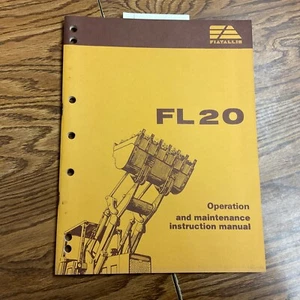 FIATALLIS
FL20
Operation
and maintenance
instruction manual